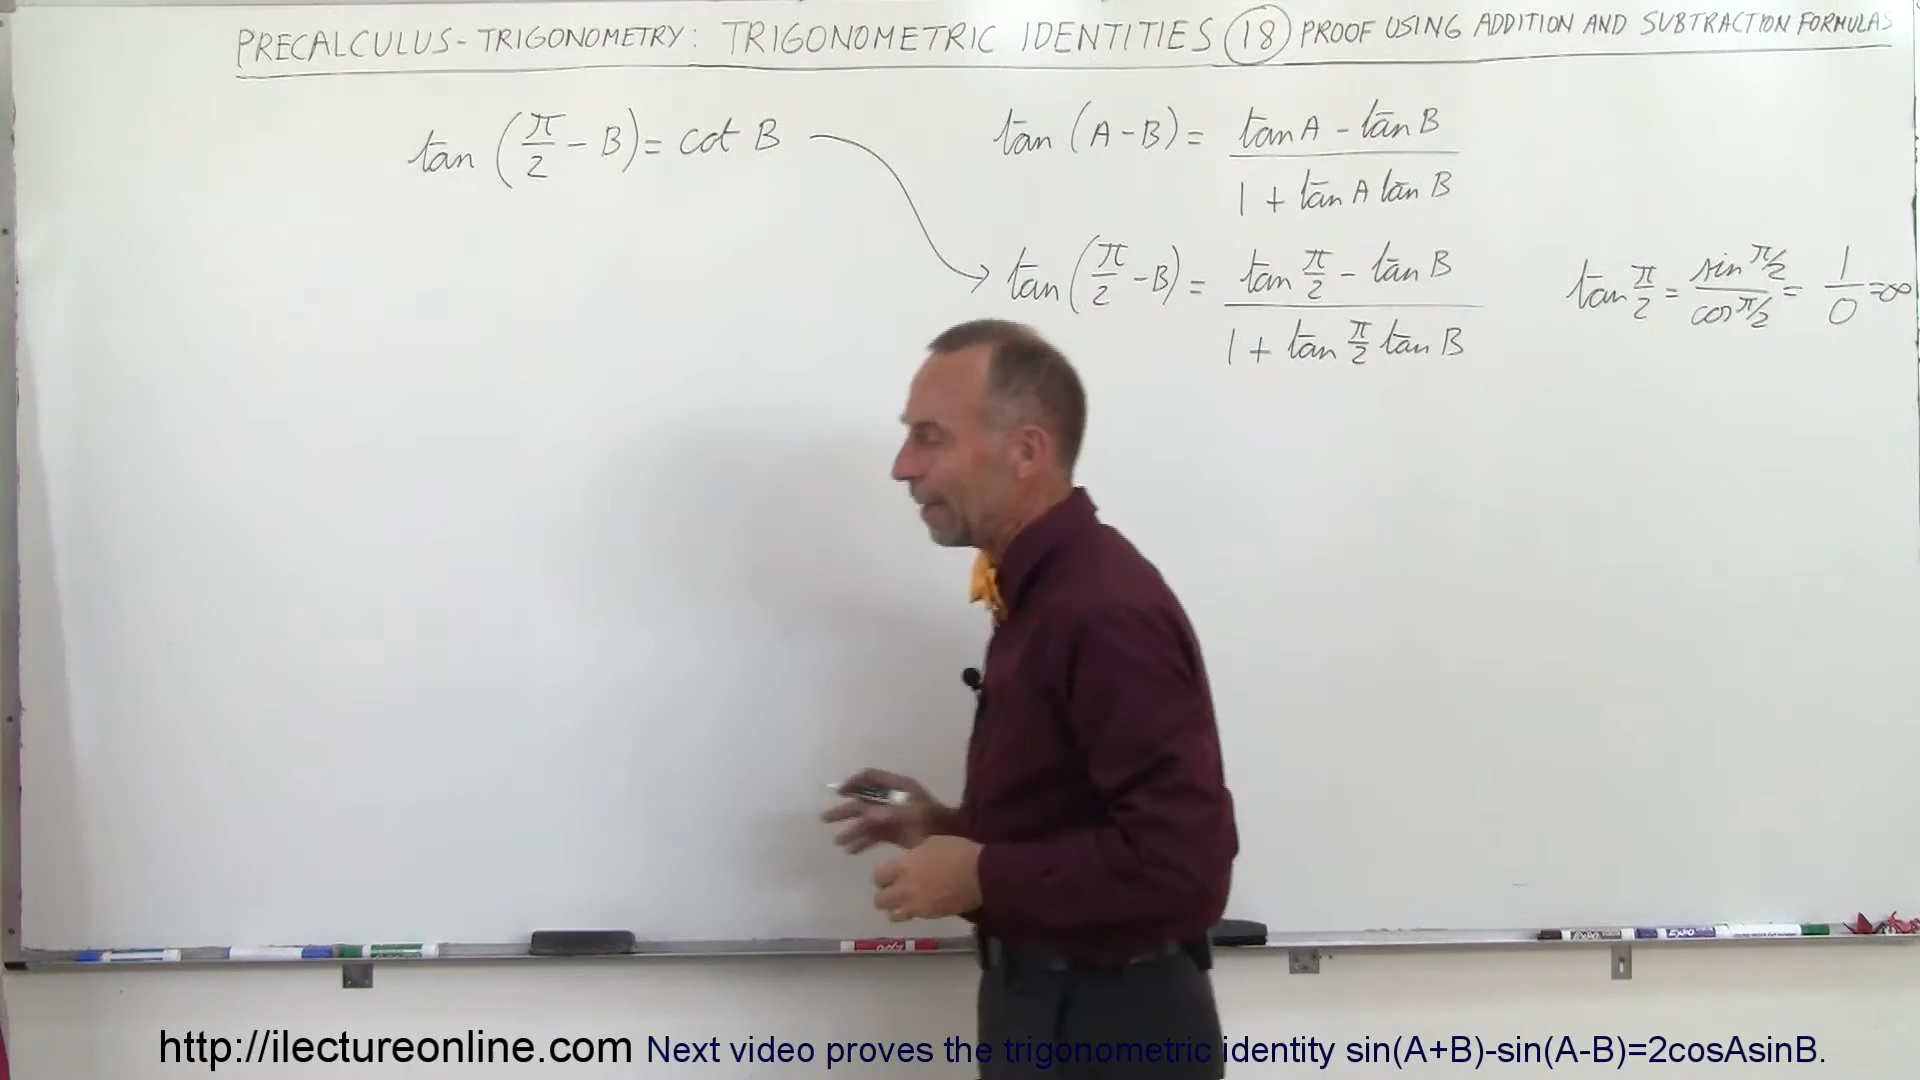 PRECALCULUS - TRIGONOMETRY: TRIGONOMETRIC IDENTITIES 18 PROOF USING ADDITION AND SUBTRACTION FORMULAS
tan (π/2 - B) = cot B
tan (A - B) = (tan A - tan B)/(1 + tan A tan B)
tan (π/2 - B) = (tan π/2 - tan B)/(1 + tan π/2 tan B)
tan π/2 = (sin π/2)/(cos π/2) = 1/0 = ∞
EXPO EXPO
http://ilectureonline.com Next video proves the trigonometric identity sin(A+B)-sin(A-B)=2cosAsinB.